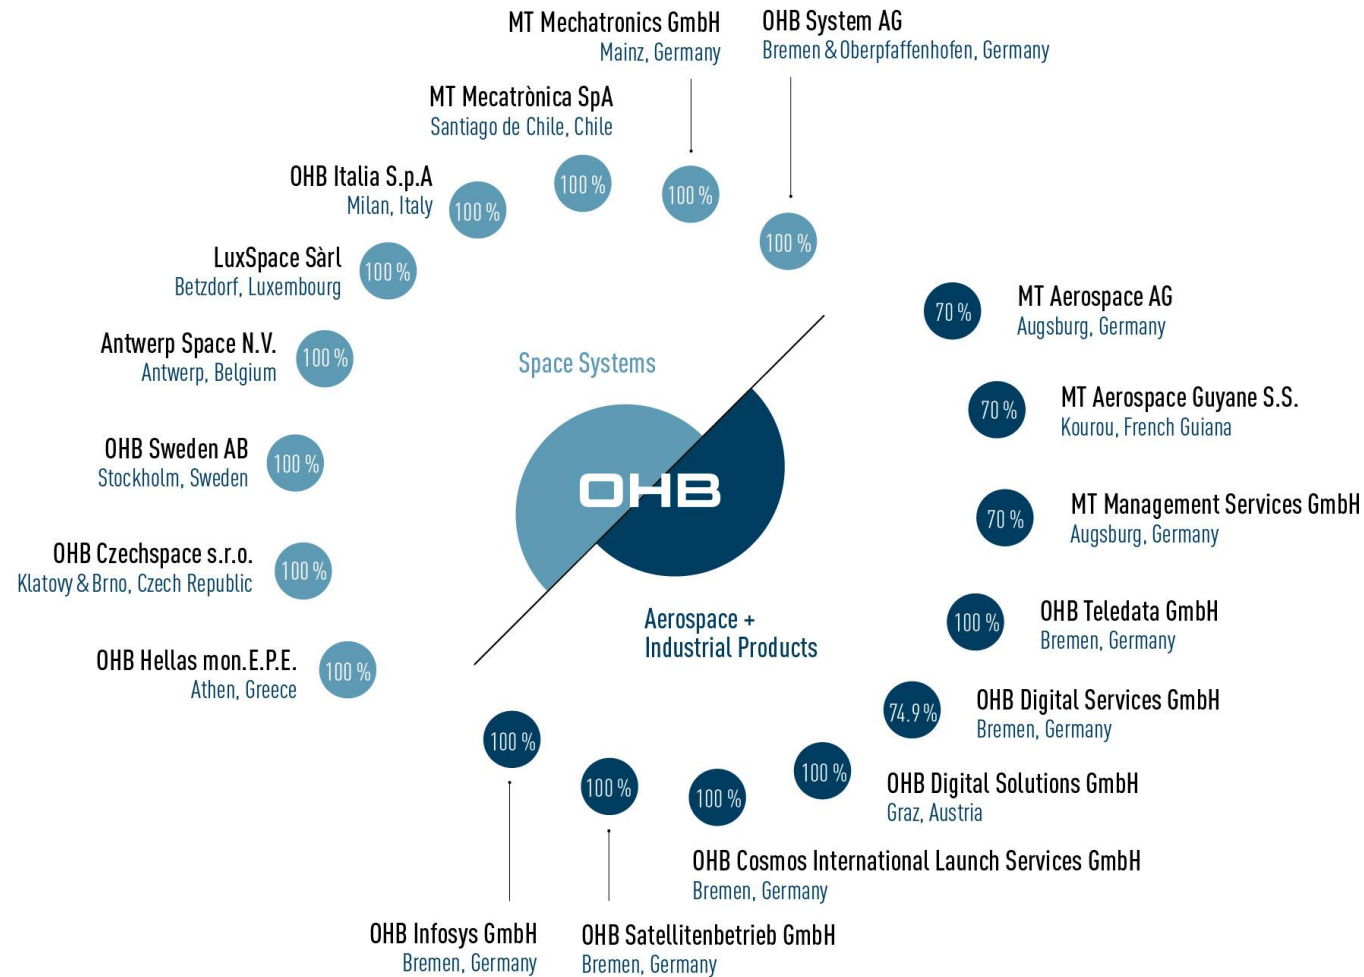 MT Mechatronics GmbH
Mainz, Germany
100 %
OHB System AG
Bremen & Oberpfaffenhofen, Germany
100 %
MT Mecatrònica SpA
Santiago de Chile, Chile
100 %
OHB Italia S.p.A
Milan, Italy
100 %
LuxSpace Sàrl
Betzdorf, Luxembourg
100 %
Antwerp Space N.V.
Antwerp, Belgium
100 %
OHB Sweden AB
Stockholm, Sweden
100 %
OHB Czechspace s.r.o.
Klatovy & Brno, Czech Republic
100 %
OHB Hellas mon.E.P.E.
Athen, Greece
100 %
Space Systems
OHB
Aerospace +
Industrial Products
70 %
MT Aerospace AG
Augsburg, Germany
70 %
MT Aerospace Guyane S.S.
Kourou, French Guiana
70 %
MT Management Services GmbH
Augsburg, Germany
100 %
OHB Teledata GmbH
Bremen, Germany
74.9 %
OHB Digital Services GmbH
Bremen, Germany
100 %
OHB Digital Solutions GmbH
Graz, Austria
100 %
OHB Cosmos International Launch Services GmbH
Bremen, Germany
100 %
OHB Satellitenbetrieb GmbH
Bremen, Germany
100 %
OHB Infosys GmbH
Bremen, Germany